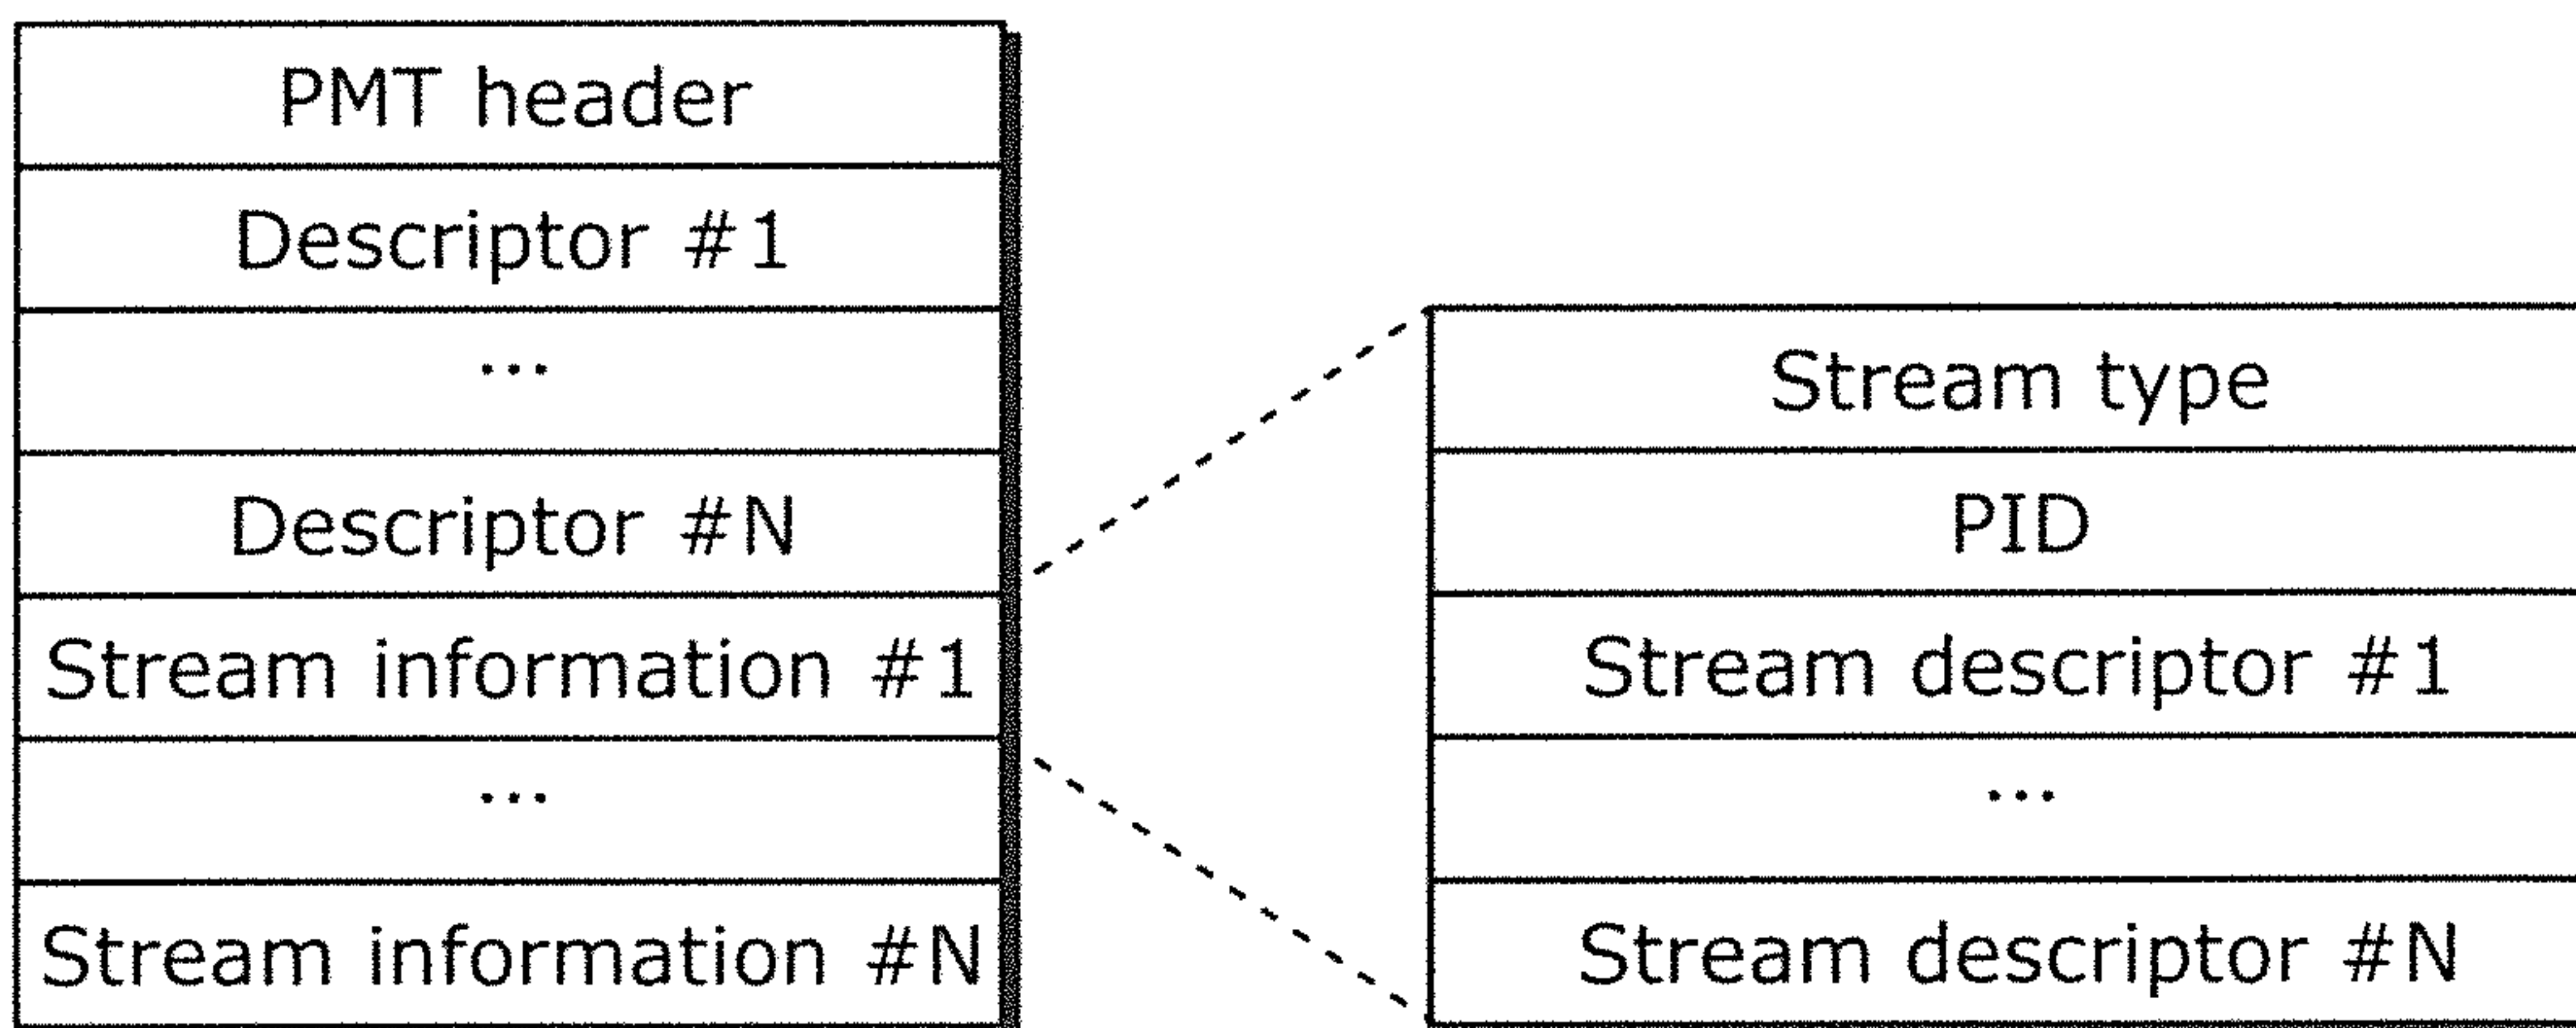 PMT header
Descriptor #1
...
Descriptor #N
Stream information #1
...
Stream information #N
Stream type
PID
Stream descriptor #1
...
Stream descriptor #N